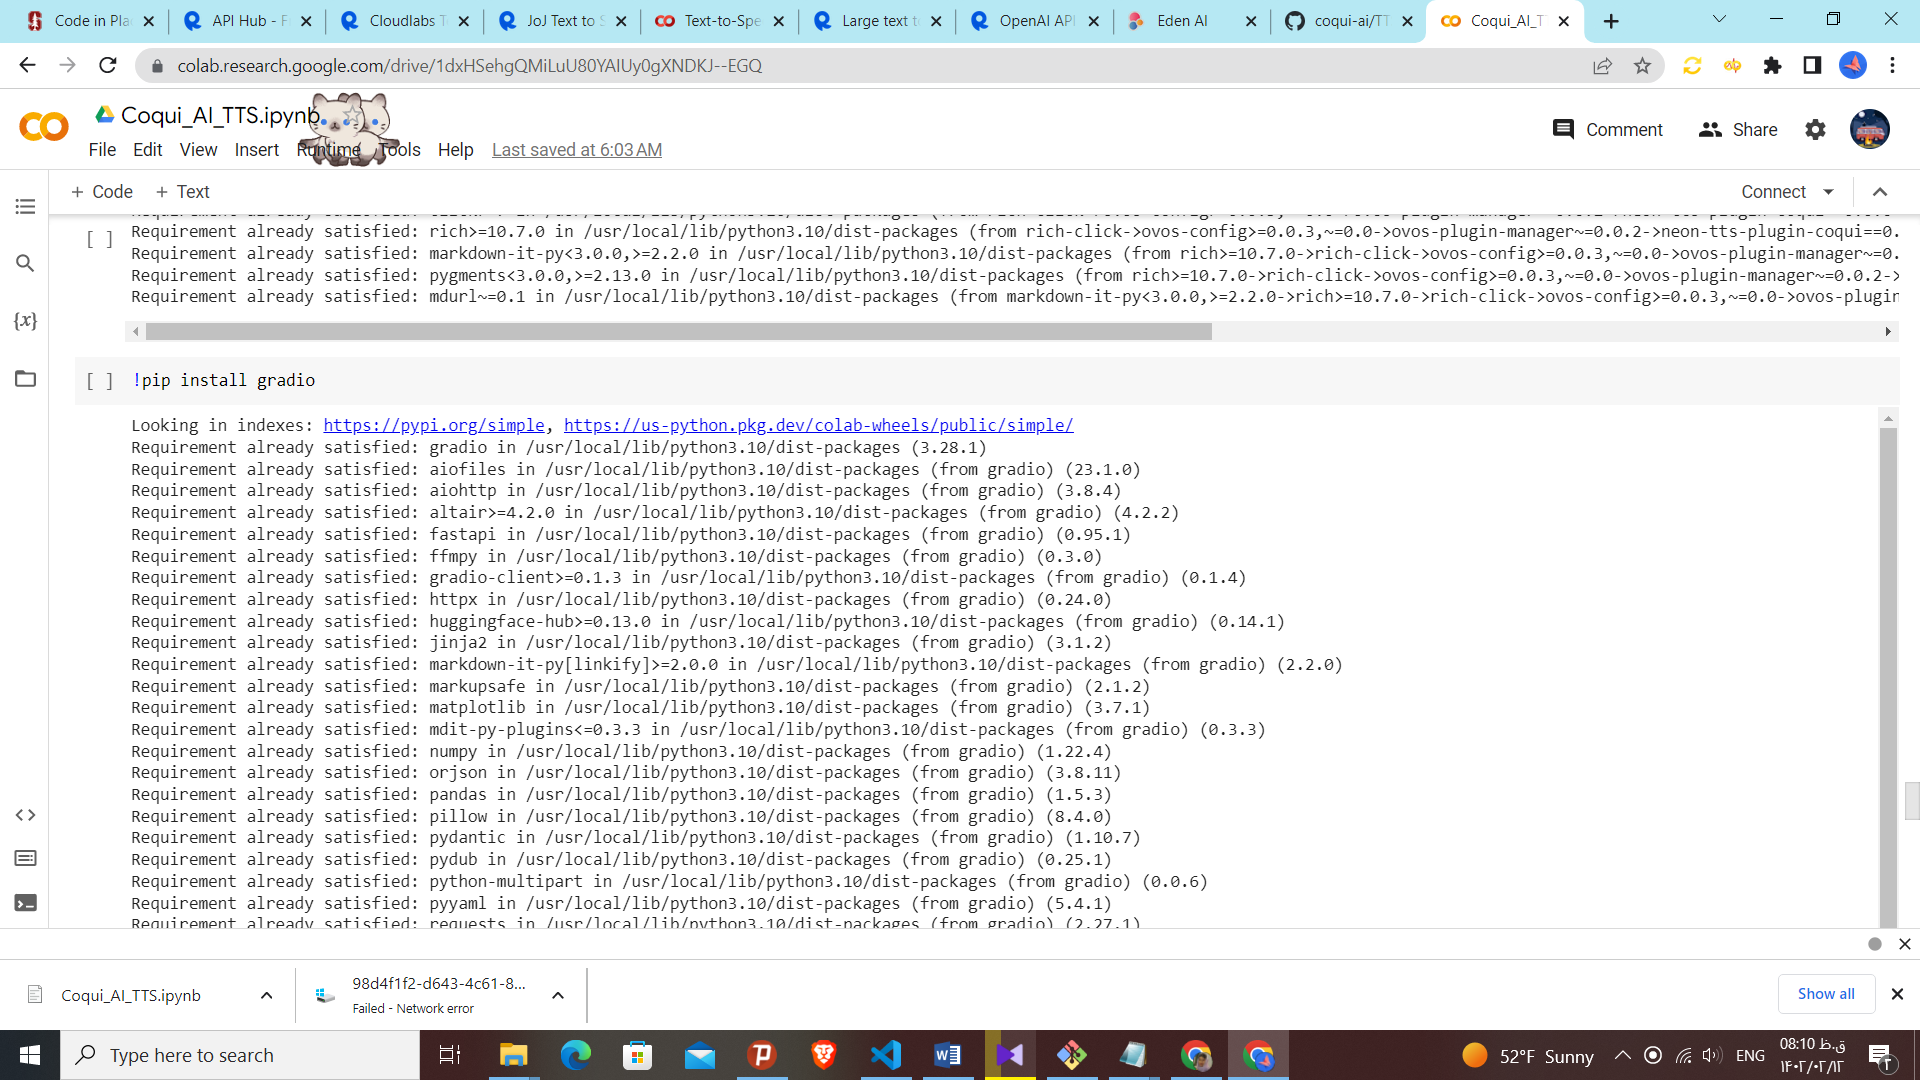 Code in Pla
API Hub - F
Cloudlabs T
JoJ Text to S
Text-to-Spe
Large text to
OpenAI API
Eden AI
coqui-ai/TT
Coqui_AI_T
colab.research.google.com/drive/1dxHSehgQMiLuU80YAIUy0gXNDKJ--EGQ
Coqui_AI_TTS.ipynb
Comment
Share
File Edit View Insert Runtime Tools Help Last saved at 6:03 AM
+ Code + Text
Connect
[ ]
Requirement already satisfied: rich>=10.7.0 in /usr/local/lib/python3.10/dist-packages (from rich-click->ovos-config>=0.0.3,~=0.0->ovos-plugin-manager~=0.0.2->neon-tts-plugin-coqui==0.
Requirement already satisfied: markdown-it-py<3.0.0,>=2.2.0 in /usr/local/lib/python3.10/dist-packages (from rich>=10.7.0->rich-click->ovos-config>=0.0.3,~=0.0->ovos-plugin-manager~=0.
Requirement already satisfied: pygments<3.0.0,>=2.13.0 in /usr/local/lib/python3.10/dist-packages (from rich>=10.7.0->rich-click->ovos-config>=0.0.3,~=0.0->ovos-plugin-manager~=0.0.2->
Requirement already satisfied: mdurl~=0.1 in /usr/local/lib/python3.10/dist-packages (from markdown-it-py<3.0.0,>=2.2.0->rich>=10.7.0->rich-click->ovos-config>=0.0.3,~=0.0->ovos-plugin
[ ] !pip install gradio
Looking in indexes: https://pypi.org/simple, https://us-python.pkg.dev/colab-wheels/public/simple/
Requirement already satisfied: gradio in /usr/local/lib/python3.10/dist-packages (3.28.1)
Requirement already satisfied: aiofiles in /usr/local/lib/python3.10/dist-packages (from gradio) (23.1.0)
Requirement already satisfied: aiohttp in /usr/local/lib/python3.10/dist-packages (from gradio) (3.8.4)
Requirement already satisfied: altair>=4.2.0 in /usr/local/lib/python3.10/dist-packages (from gradio) (4.2.2)
Requirement already satisfied: fastapi in /usr/local/lib/python3.10/dist-packages (from gradio) (0.95.1)
Requirement already satisfied: ffmpy in /usr/local/lib/python3.10/dist-packages (from gradio) (0.3.0)
Requirement already satisfied: gradio-client>=0.1.3 in /usr/local/lib/python3.10/dist-packages (from gradio) (0.1.4)
Requirement already satisfied: httpx in /usr/local/lib/python3.10/dist-packages (from gradio) (0.24.0)
Requirement already satisfied: huggingface-hub>=0.13.0 in /usr/local/lib/python3.10/dist-packages (from gradio) (0.14.1)
Requirement already satisfied: jinja2 in /usr/local/lib/python3.10/dist-packages (from gradio) (3.1.2)
Requirement already satisfied: markdown-it-py[linkify]>=2.0.0 in /usr/local/lib/python3.10/dist-packages (from gradio) (2.2.0)
Requirement already satisfied: markupsafe in /usr/local/lib/python3.10/dist-packages (from gradio) (2.1.2)
Requirement already satisfied: matplotlib in /usr/local/lib/python3.10/dist-packages (from gradio) (3.7.1)
Requirement already satisfied: mdit-py-plugins<=0.3.3 in /usr/local/lib/python3.10/dist-packages (from gradio) (0.3.3)
Requirement already satisfied: numpy in /usr/local/lib/python3.10/dist-packages (from gradio) (1.22.4)
Requirement already satisfied: orjson in /usr/local/lib/python3.10/dist-packages (from gradio) (3.8.11)
Requirement already satisfied: pandas in /usr/local/lib/python3.10/dist-packages (from gradio) (1.5.3)
Requirement already satisfied: pillow in /usr/local/lib/python3.10/dist-packages (from gradio) (8.4.0)
Requirement already satisfied: pydantic in /usr/local/lib/python3.10/dist-packages (from gradio) (1.10.7)
Requirement already satisfied: pydub in /usr/local/lib/python3.10/dist-packages (from gradio) (0.25.1)
Requirement already satisfied: python-multipart in /usr/local/lib/python3.10/dist-packages (from gradio) (0.0.6)
Requirement already satisfied: pyyaml in /usr/local/lib/python3.10/dist-packages (from gradio) (5.4.1)
Requirement already satisfied: requests in /usr/local/lib/python3.10/dist-packages (from gradio) (2.27.1)
Coqui_AI_TTS.ipynb
98d4f1f2-d643-4c61-8...
Failed - Network error
Show all
Type here to search
52°F Sunny
ENG
08:10 ق.ظ
۱۴۰۲/۰۲/۱۲
۲